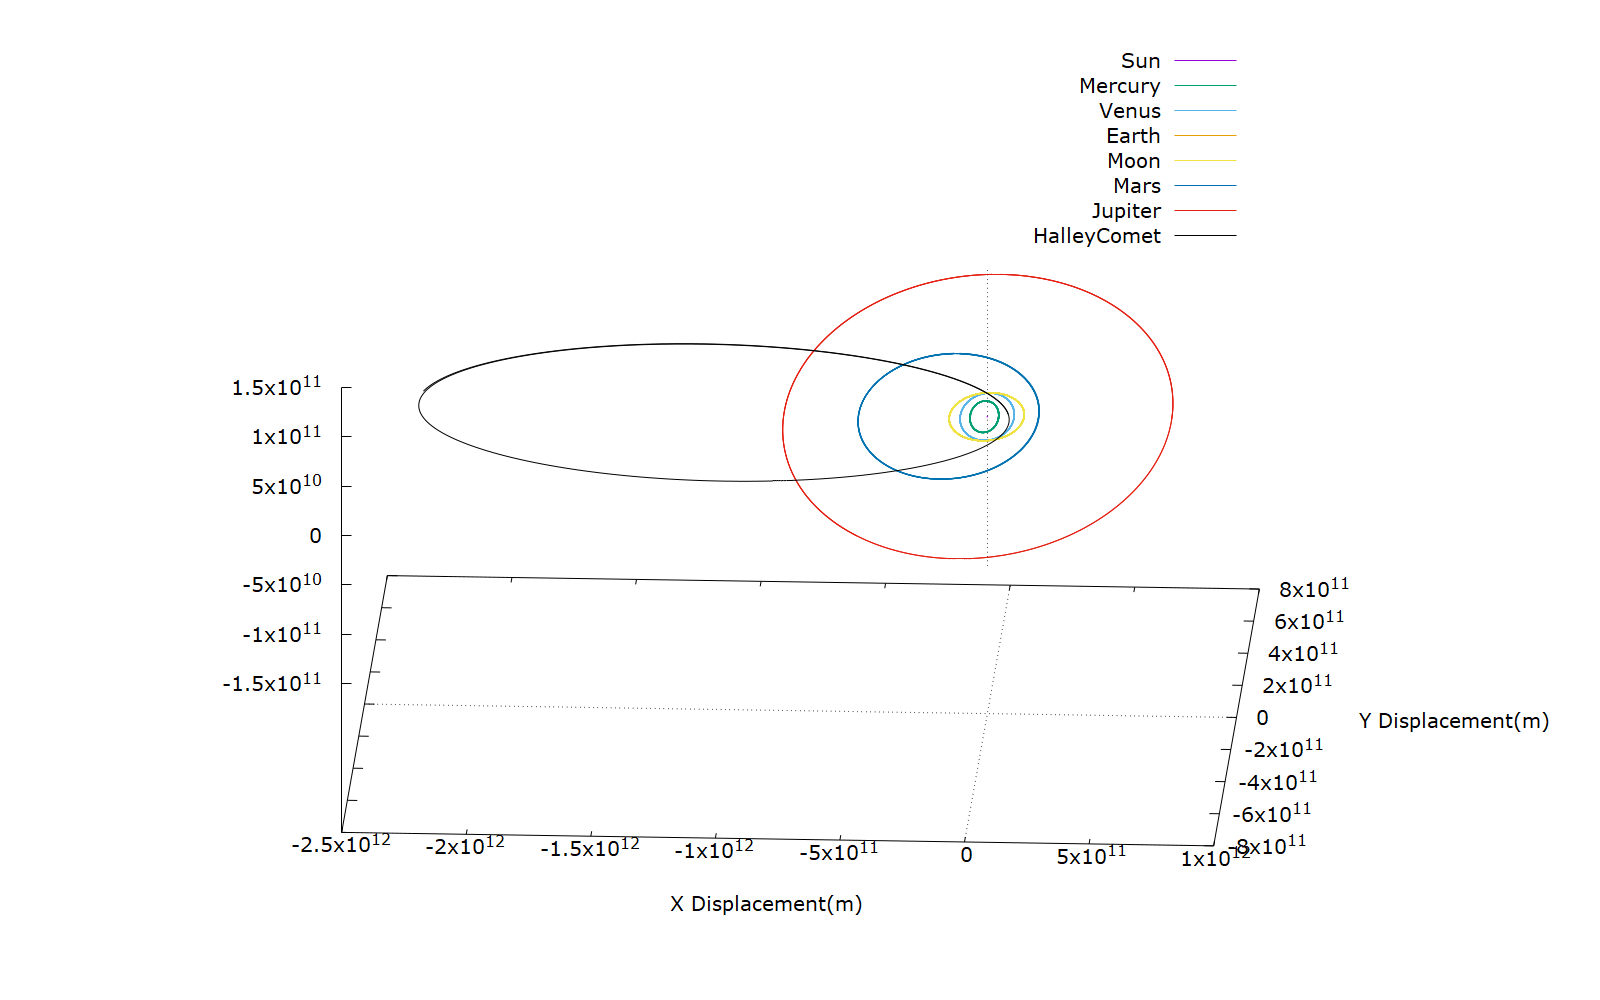 Sun
Mercury
Venus
Earth
Moon
Mars
Jupiter
HalleyComet
1.5x10^11
1x10^11
5x10^10
0
-5x10^10
-1x10^11
-1.5x10^11
8x10^11
6x10^11
4x10^11
2x10^11
0
-2x10^11
-4x10^11
-6x10^11
-8x10^11
Y Displacement(m)
-2.5x10^12
-2x10^12
-1.5x10^12
-1x10^12
-5x10^11
0
5x10^11
1x10^12
X Displacement(m)